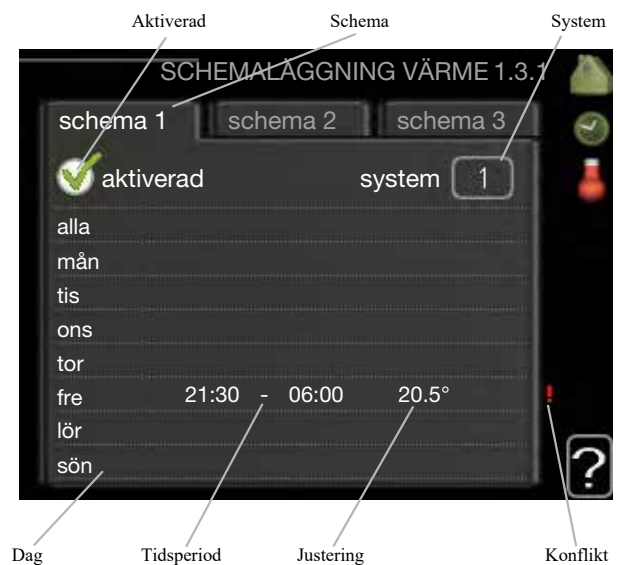 Aktiverad Schema System
SCHEMALÄGGNING VÄRME 1.3.1
schema 1 schema 2 schema 3
aktiverad system 1
alla
mån
tis
ons
tor
fre 21:30 - 06:00 20.5° !
lör
sön
?
Dag Tidsperiod Justering Konflikt